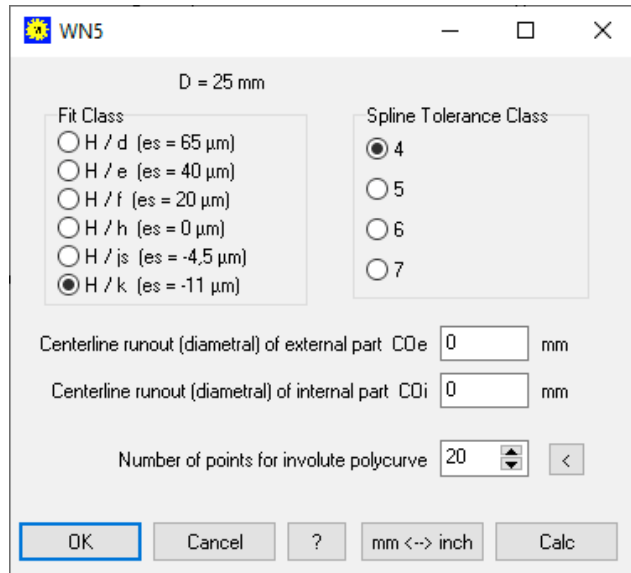 WN5
D = 25 mm
Fit Class
H / d (es = 65 µm)
H / e (es = 40 µm)
H / f (es = 20 µm)
H / h (es = 0 µm)
H / js (es = -4,5 µm)
H / k (es = -11 µm)
Spline Tolerance Class
4
5
6
7
Centerline runout (diametral) of external part COe 0 mm
Centerline runout (diametral) of internal part COi 0 mm
Number of points for involute polycurve 20 <
OK Cancel ? mm <--> inch Calc